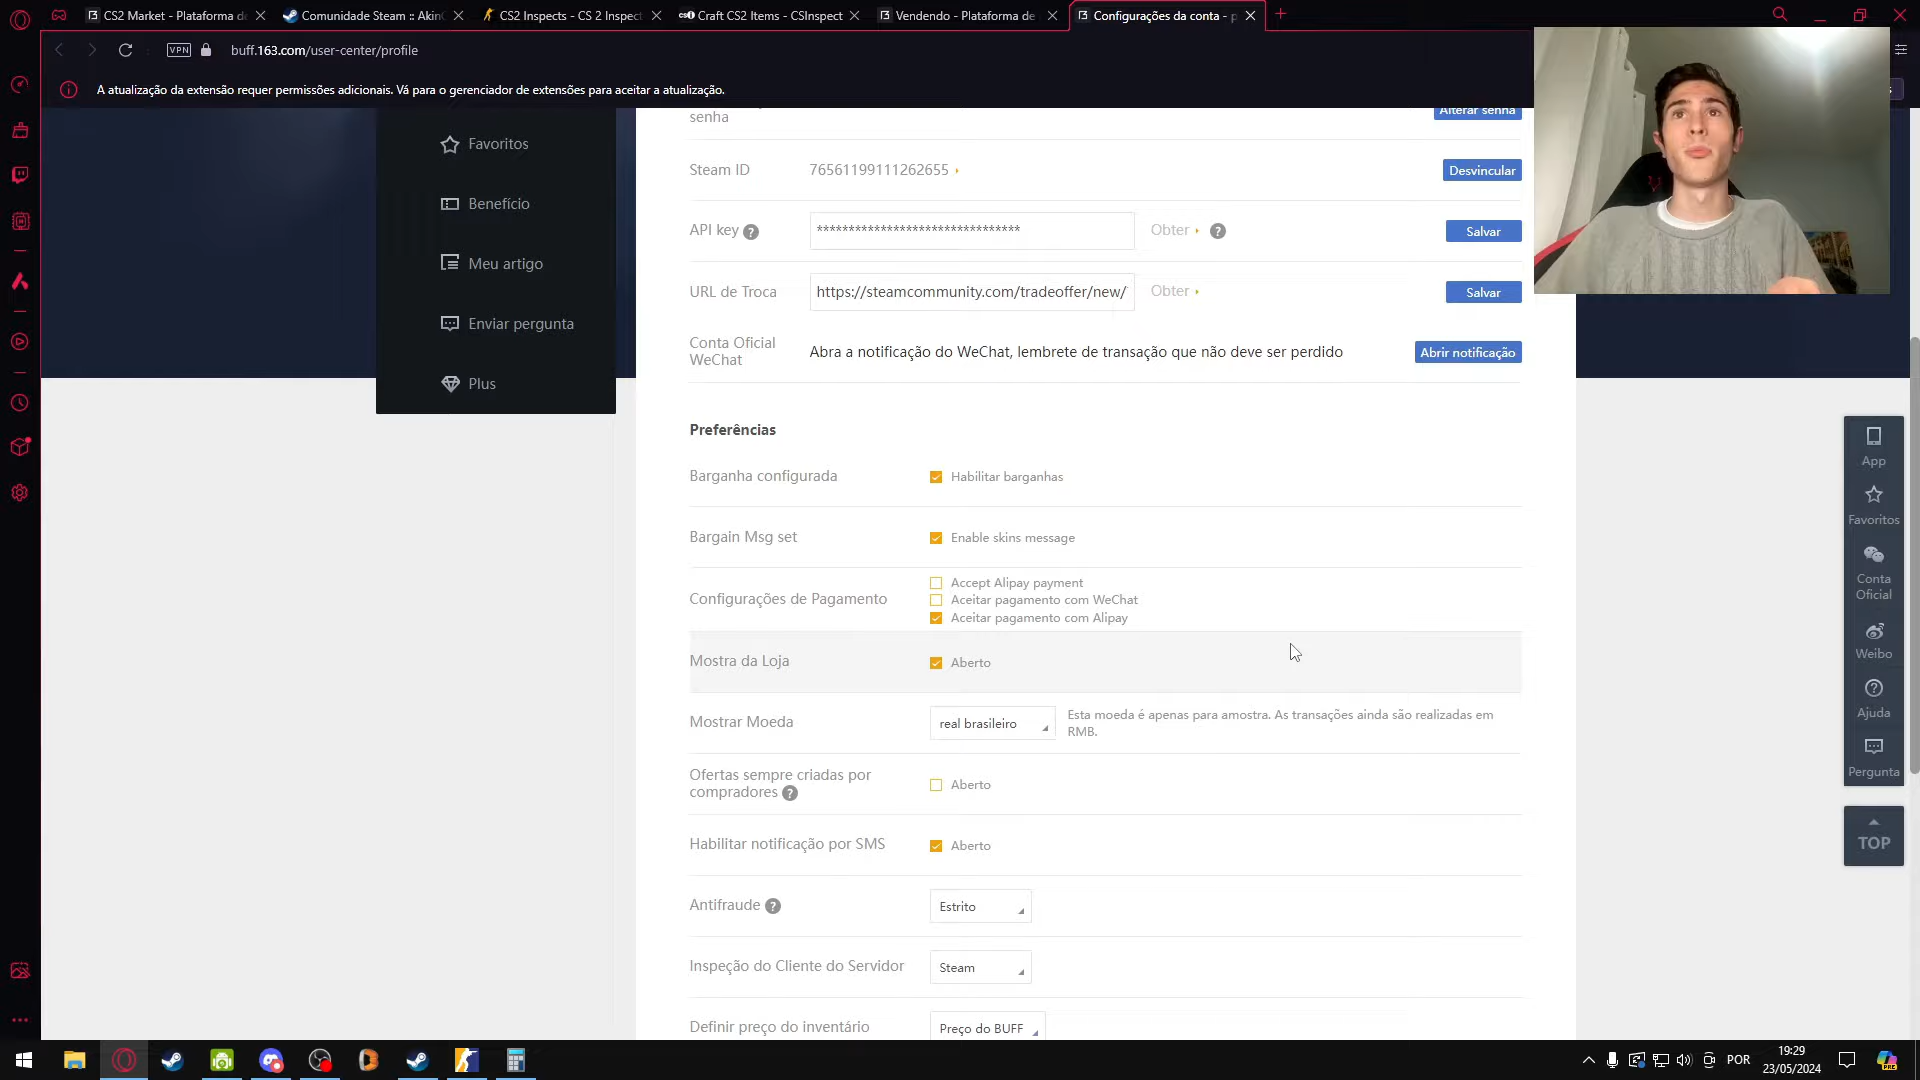 CS2 Market - Plataforma de
Comunidade Steam :: Akin
CS2 Inspects - CS 2 Inspect
Craft CS2 Items - CSInspect
Vendendo - Plataforma de
Configurações da conta - p
VPN
buff.163.com/user-center/profile
A atualização da extensão requer permissões adicionais. Vá para o gerenciador de extensões para aceitar a atualização.
Favoritos
Benefício
Meu artigo
Enviar pergunta
Plus
senha
Alterar senha
Steam ID
76561199111262655
Desvincular
API key
********************************
Obter
Salvar
URL de Troca
https://steamcommunity.com/tradeoffer/new/
Obter
Salvar
Conta Oficial
WeChat
Abra a notificação do WeChat, lembrete de transação que não deve ser perdido
Abrir notificação
Preferências
Barganha configurada
Habilitar barganhas
Bargain Msg set
Enable skins message
Configurações de Pagamento
Accept Alipay payment
Aceitar pagamento com WeChat
Aceitar pagamento com Alipay
Mostra da Loja
Aberto
Mostrar Moeda
real brasileiro
Esta moeda é apenas para amostra. As transações ainda são realizadas em
RMB.
Ofertas sempre criadas por
compradores
Aberto
Habilitar notificação por SMS
Aberto
Antifraude
Estrito
Inspeção do Cliente do Servidor
Steam
Definir preço do inventário
Preço do BUFF
App
Favoritos
Conta
Oficial
Weibo
Ajuda
Pergunta
TOP
POR
19:29
23/05/2024